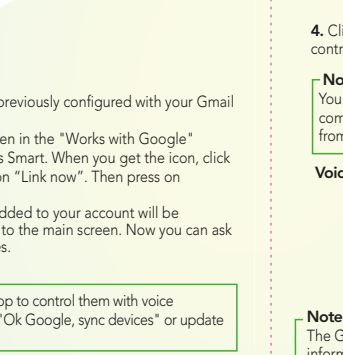 previously configured with your Gmail
en in the "Works with Google"
s Smart. When you get the icon, click
on “Link now”. Then press on
dded to your account will be
to the main screen. Now you can ask
s.
op to control them with voice
"Ok Google, sync devices" or update
4. Cli
contr
No
You
com
from
Voic
Note
The G
inform